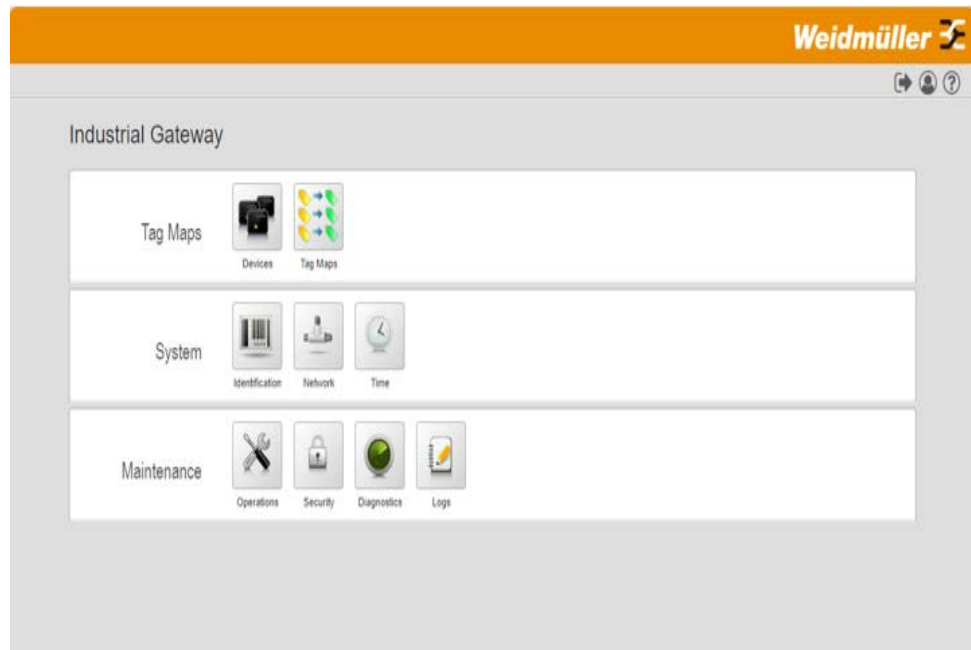 Weidmüller
Industrial Gateway
Tag Maps
Devices
Tag Maps
System
Identification
Network
Time
Maintenance
Operations
Security
Diagnostics
Logs